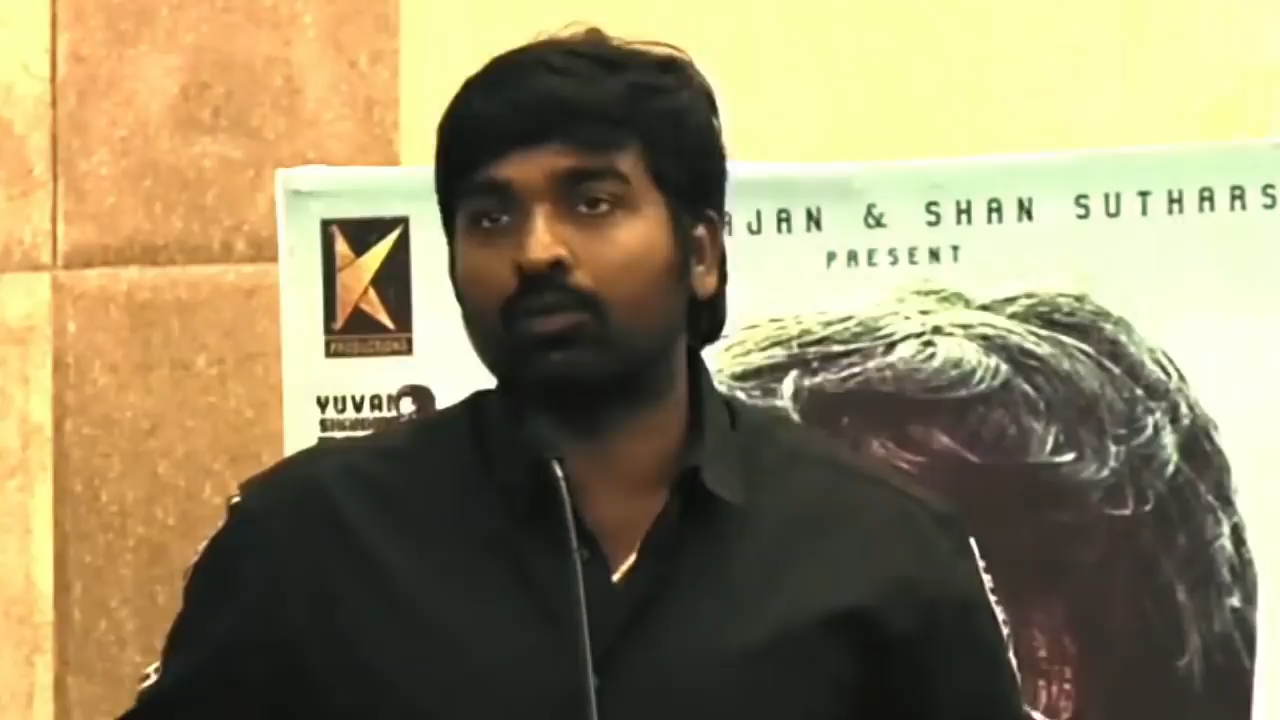 AJAN & SHAN SUTHARS
PRESENT
K
PRODUCTIONS
YUVAN